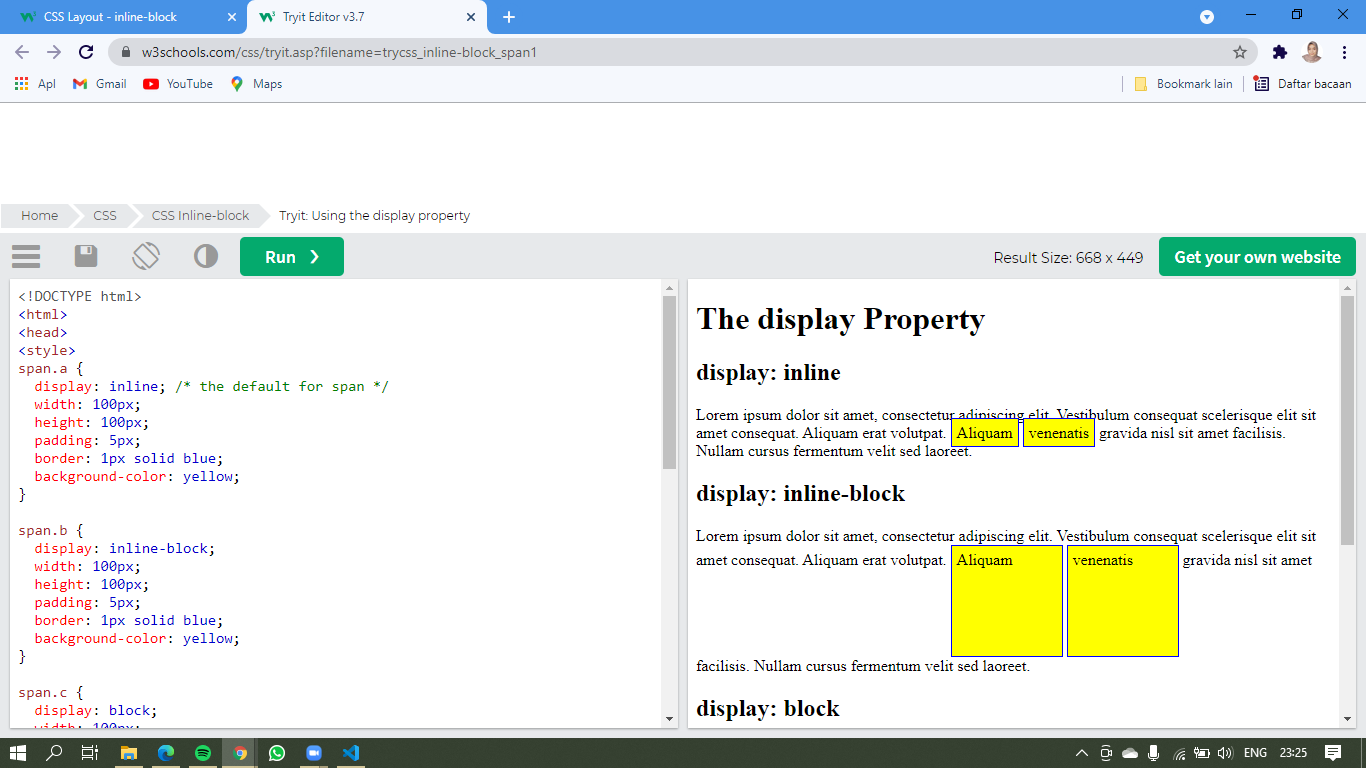 CSS Layout - inline-block
Tryit Editor v3.7
w3schools.com/css/tryit.asp?filename=trycss_inline-block_span1
Apl
Gmail
YouTube
Maps
Bookmark lain
Daftar bacaan
Home
CSS
CSS Inline-block
Tryit: Using the display property
Run ❯
Result Size: 668 x 449
Get your own website
<!DOCTYPE html>
<html>
<head>
<style>
span.a {
  display: inline; /* the default for span */
  width: 100px;
  height: 100px;
  padding: 5px;
  border: 1px solid blue;
  background-color: yellow;
}

span.b {
  display: inline-block;
  width: 100px;
  height: 100px;
  padding: 5px;
  border: 1px solid blue;
  background-color: yellow;
}

span.c {
  display: block;
  width: 100px;
The display Property
display: inline
Lorem ipsum dolor sit amet, consectetur adipiscing elit. Vestibulum consequat scelerisque elit sit
amet consequat. Aliquam erat volutpat. Aliquam venenatis gravida nisl sit amet facilisis.
Nullam cursus fermentum velit sed laoreet.
display: inline-block
Lorem ipsum dolor sit amet, consectetur adipiscing elit. Vestibulum consequat scelerisque elit sit
amet consequat. Aliquam erat volutpat. Aliquam venenatis gravida nisl sit amet
facilisis. Nullam cursus fermentum velit sed laoreet.
display: block
ENG
23:25